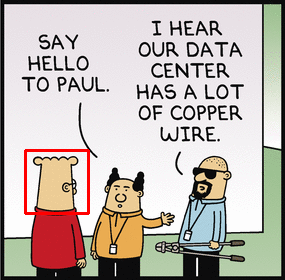 SAY
HELLO
TO PAUL.
I HEAR
OUR DATA
CENTER
HAS A LOT
OF COPPER
WIRE.